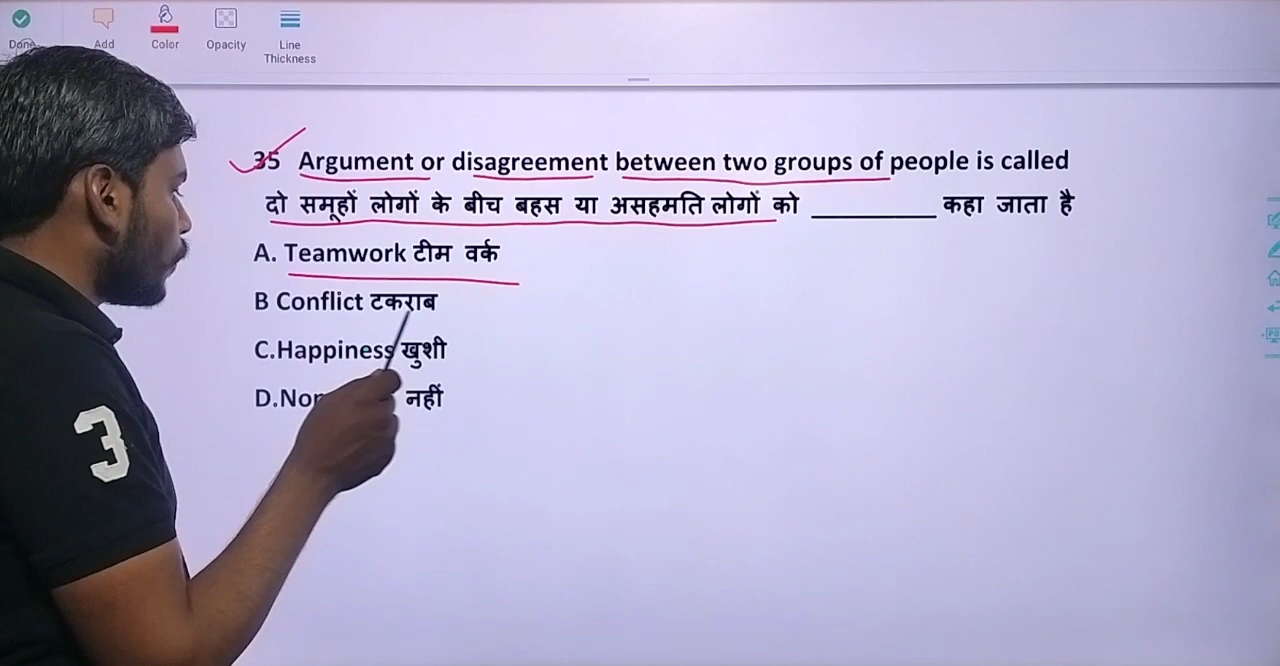 Done
Add
Color
Opacity
Line
Thickness
35 Argument or disagreement between two groups of people is called
दो समूहों लोगों के बीच बहस या असहमति लोगों को __________ कहा जाता है
A. Teamwork टीम वर्क
B Conflict टकराब
C.Happiness खुशी
D. नहीं
3